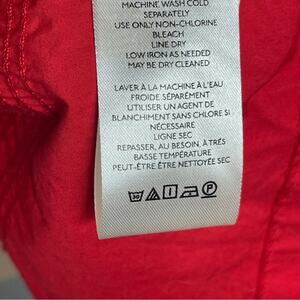 MACHINE WASH COLD
SEPARATELY
USE ONLY NON-CHLORINE
BLEACH
LINE DRY
LOW IRON AS NEEDED
MAY BE DRY CLEANED
LAVER À LA MACHINE À L'EAU
FROIDE SÉPARÉMENT
UTILISER UN AGENT DE
BLANCHIMENT SANS CHLORE SI
NÉCESSAIRE
LIGNE SEC
REPASSER, AU BESOIN, À TRÉS
BASSE TEMPÉRATURE
PEUT-ÊTRE ÊTRE NETTOYÉE SEC
30 P